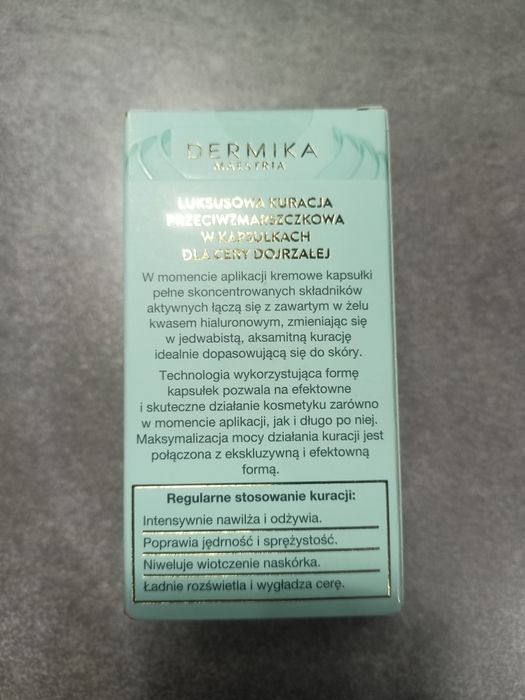 DERMIKA
MAESTRIA
LUKSUSOWA KURACJA
PRZECIWZMARSZCZKOWA
W KAPSUŁKACH
DLA CERY DOJRZAŁEJ
W momencie aplikacji kremowe kapsułki
pełne skoncentrowanych składników
aktywnych łączą się z zawartym w żelu
kwasem hialuronowym, zmieniając się
w jedwabistą, aksamitną kurację
idealnie dopasowującą się do skóry.
Technologia wykorzystująca formę
kapsułek pozwala na efektowne
i skuteczne działanie kosmetyku zarówno
w momencie aplikacji, jak i długo po niej.
Maksymalizacja mocy działania kuracji jest
połączona z ekskluzywną i efektowną
formą.
Regularne stosowanie kuracji:
Intensywnie nawilża i odżywia.
Poprawia jędrność i sprężystość.
Niweluje wiotczenie naskórka.
Ładnie rozświetla i wygładza cerę.